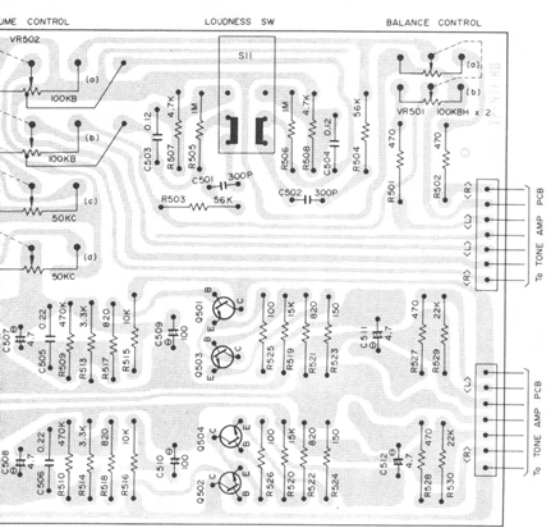 UME CONTROL
LOUDNESS SW
BALANCE CONTROL
VR502
S11
(a)
100KB
(b)
100KB
(c)
50KC
(d)
50KC
C503 0.12
R507 4.7K
R505 1M
R506 1M
R508 4.7K
C504 0.12
R504 56K
C501 300P
C502 300P
R503 56K
(a)
(b)
VR501 100KBH x 2
R501 470
R502 470
(R)
(L)
(L)
(R)
To TONE AMP PCB
C507 4.7
C505 0.22
R509 470K
R513 3.3K
R517 820
R515 10K
C509 100
Q501
B
C
E
Q503
B
C
E
R525 100
R519 15K
R521 820
R523 150
C511 4.7
R527 470
R529 22K
(L)
(R)
To TONE AMP PCB
C508 4.7
C506 0.22
R510 470K
R514 3.3K
R518 820
R516 10K
C510 100
Q504
C
E
B
Q502
C
E
B
R526 100
R520 15K
R522 820
R524 150
C512 4.7
R528 470
R530 22K